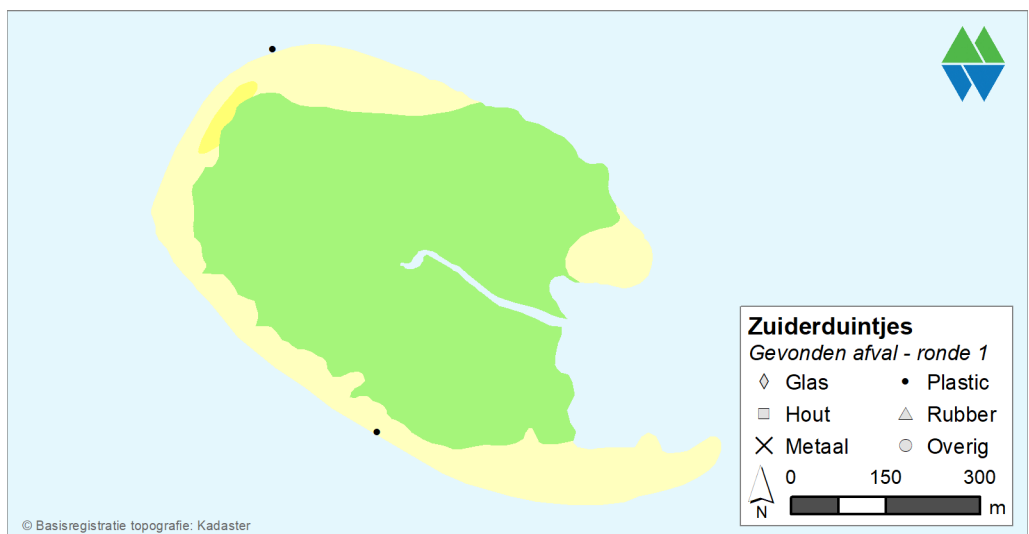 Zuiderduintjes
Gevonden afval - ronde 1
Glas
Plastic
Hout
Rubber
Metaal
Overig
0 150 300
m
N
© Basisregistratie topografie: Kadaster